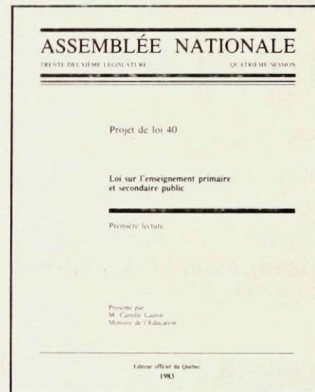 ASSEMBLÉE NATIONALE
TRENTE-DEUXIÈME LÉGISLATURE QUATRIÈME SESSION
Projet de loi 40
Loi sur l'enseignement primaire
et secondaire public
Première lecture
Présenté par
M. Camille Laurin
Ministre de l'Éducation
Éditeur officiel du Québec
1983